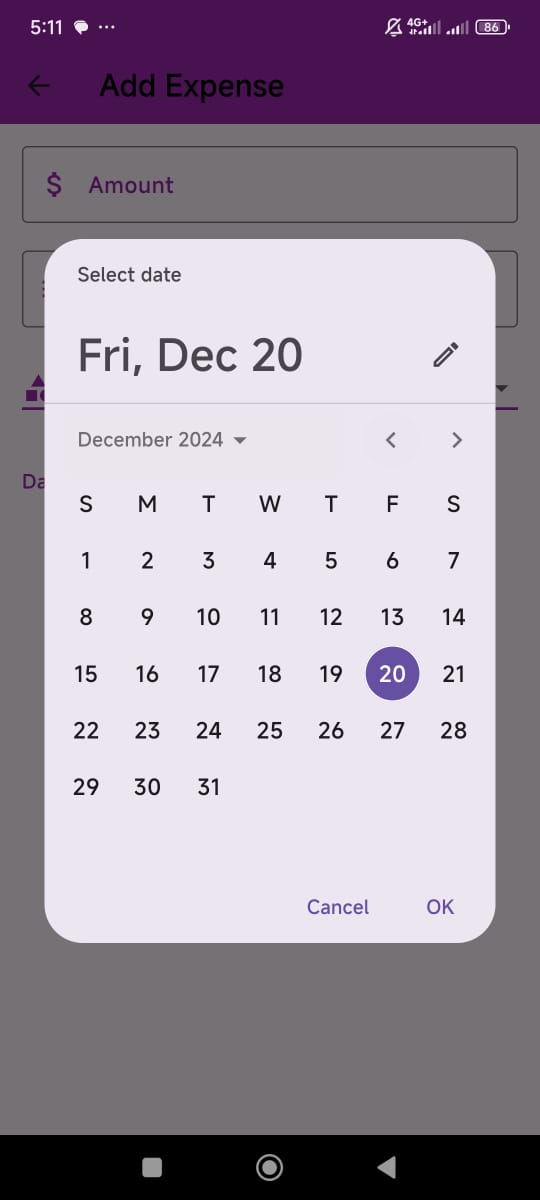 5:11 4G+ 86
Add Expense
$ Amount
Select date
Fri, Dec 20
December 2024
Da
S M T W T F S
1 2 3 4 5 6 7
8 9 10 11 12 13 14
15 16 17 18 19 20 21
22 23 24 25 26 27 28
29 30 31
Cancel OK